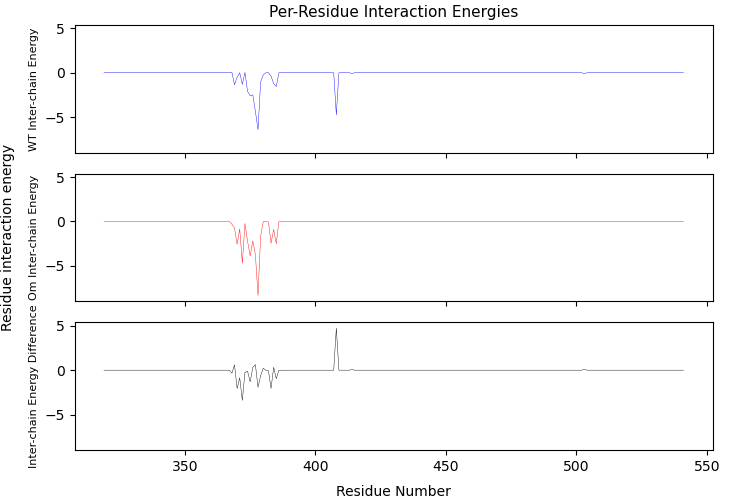 Per-Residue Interaction Energies
Residue interaction energy
WT Inter-chain Energy
5
0
−5
Om Inter-chain Energy
5
0
−5
Inter-chain Energy Difference
5
0
−5
350
400
450
500
550
Residue Number